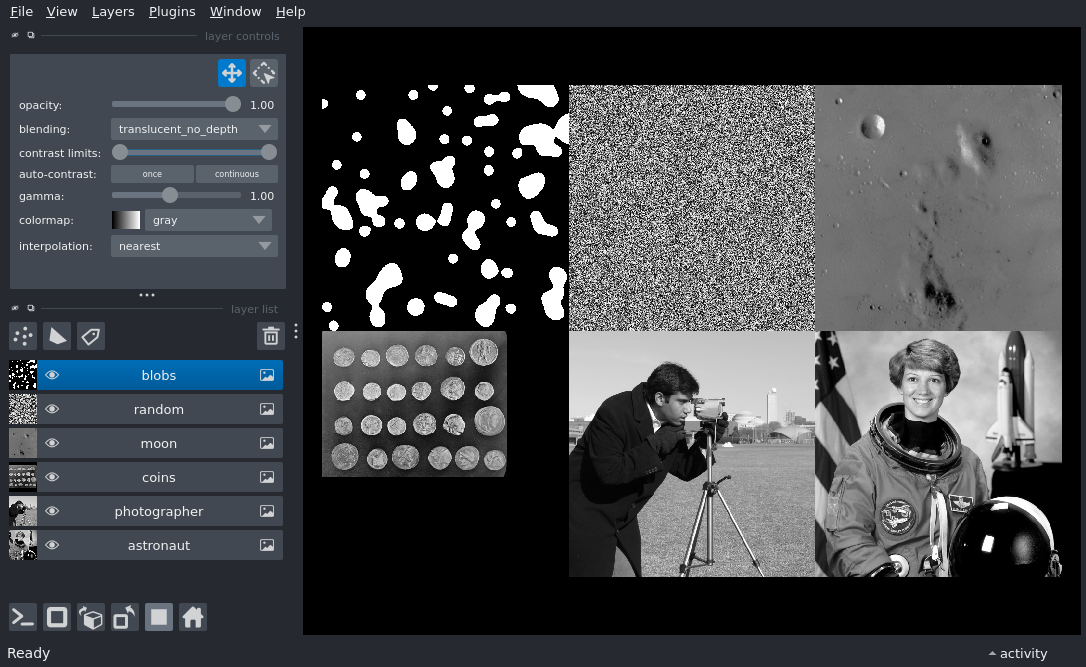 File View Layers Plugins Window Help
layer controls
opacity: 1.00
blending: translucent_no_depth
contrast limits:
auto-contrast: once continuous
gamma: 1.00
colormap: gray
interpolation: nearest
layer list
blobs
random
moon
coins
photographer
astronaut
Ready
activity